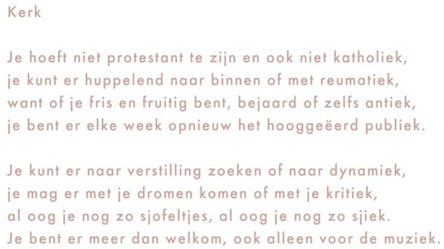 Kerk

Je hoeft niet protestant te zijn en ook niet katholiek,
je kunt er huppelend naar binnen of met reumatiek,
want of je fris en fruitig bent, bejaard of zelfs antiek,
je bent er elke week opnieuw het hooggeëerd publiek.

Je kunt er naar verstilling zoeken of naar dynamiek,
je mag er met je dromen komen of met je kritiek,
al oog je nog zo sjofeltjes, al oog je nog zo sjiek.
Je bent er meer dan welkom, ook alleen voor de muziek.